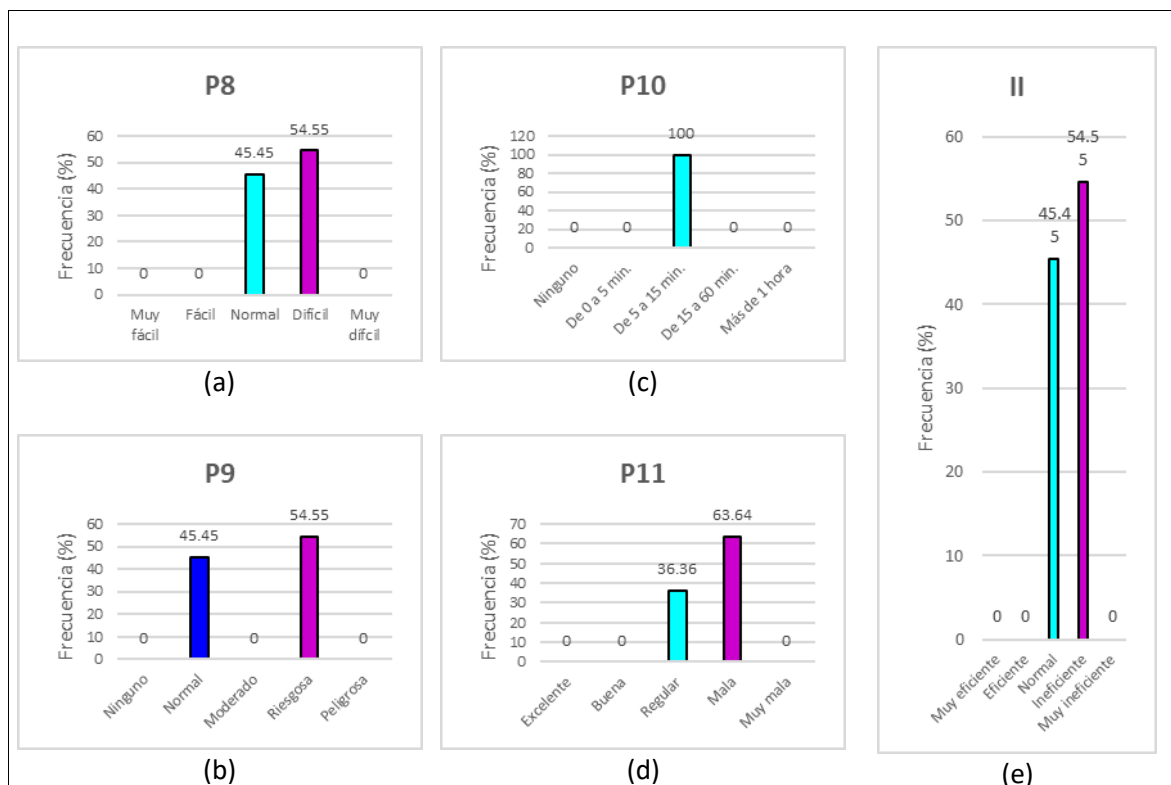 P8
Frecuencia (%)
60
50
40
30
20
10
0
0
0
45.45
54.55
0
Muy fácil
Fácil
Normal
Difícil
Muy difcil
(a)
P10
Frecuencia (%)
120
100
80
60
40
20
0
0
0
100
0
0
Ninguno
De 0 a 5 min.
De 5 a 15 min.
De 15 a 60 min.
Más de 1 hora
(c)
P9
Frecuencia (%)
60
50
40
30
20
10
0
0
45.45
0
54.55
0
Ninguno
Normal
Moderado
Riesgosa
Peligrosa
(b)
P11
Frecuencia (%)
70
60
50
40
30
20
10
0
0
0
36.36
63.64
0
Excelente
Buena
Regular
Mala
Muy mala
(d)
II
Frecuencia (%)
60
50
40
30
20
10
0
0
0
45.4
5
54.5
5
0
Muy eficiente
Eficiente
Normal
Ineficiente
Muy ineficiente
(e)